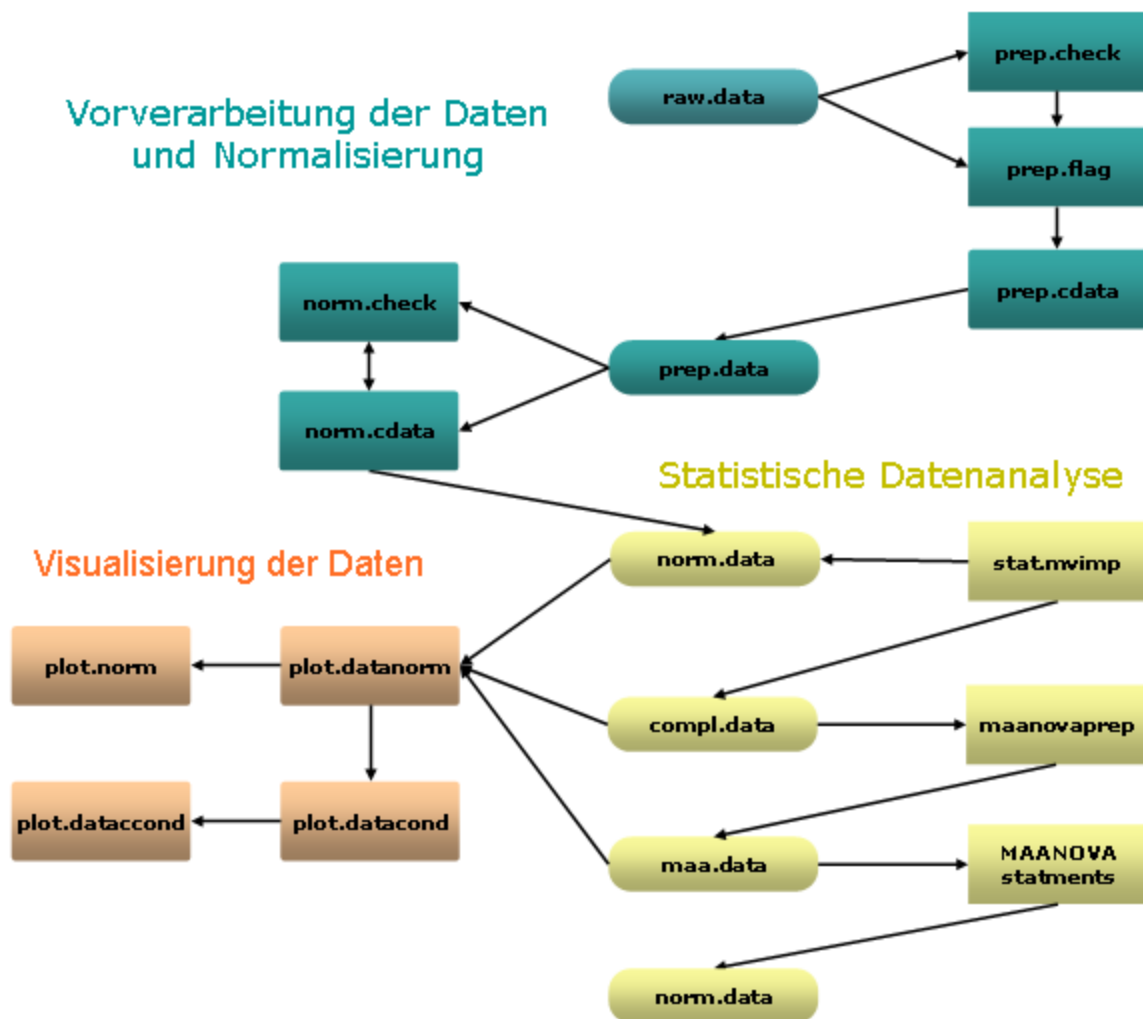 prep.check
raw.data
Vorverarbeitung der Daten
und Normalisierung
prep.flag
norm.check
prep.cdata
prep.data
norm.cdata
Statistische Datenanalyse
norm.data
stat.mvimp
Visualisierung der Daten
plot.norm
plot.datanorm
compl.data
maanovaprep
plot.dataccond
plot.datacond
maa.data
MAANOVA
statments
norm.data